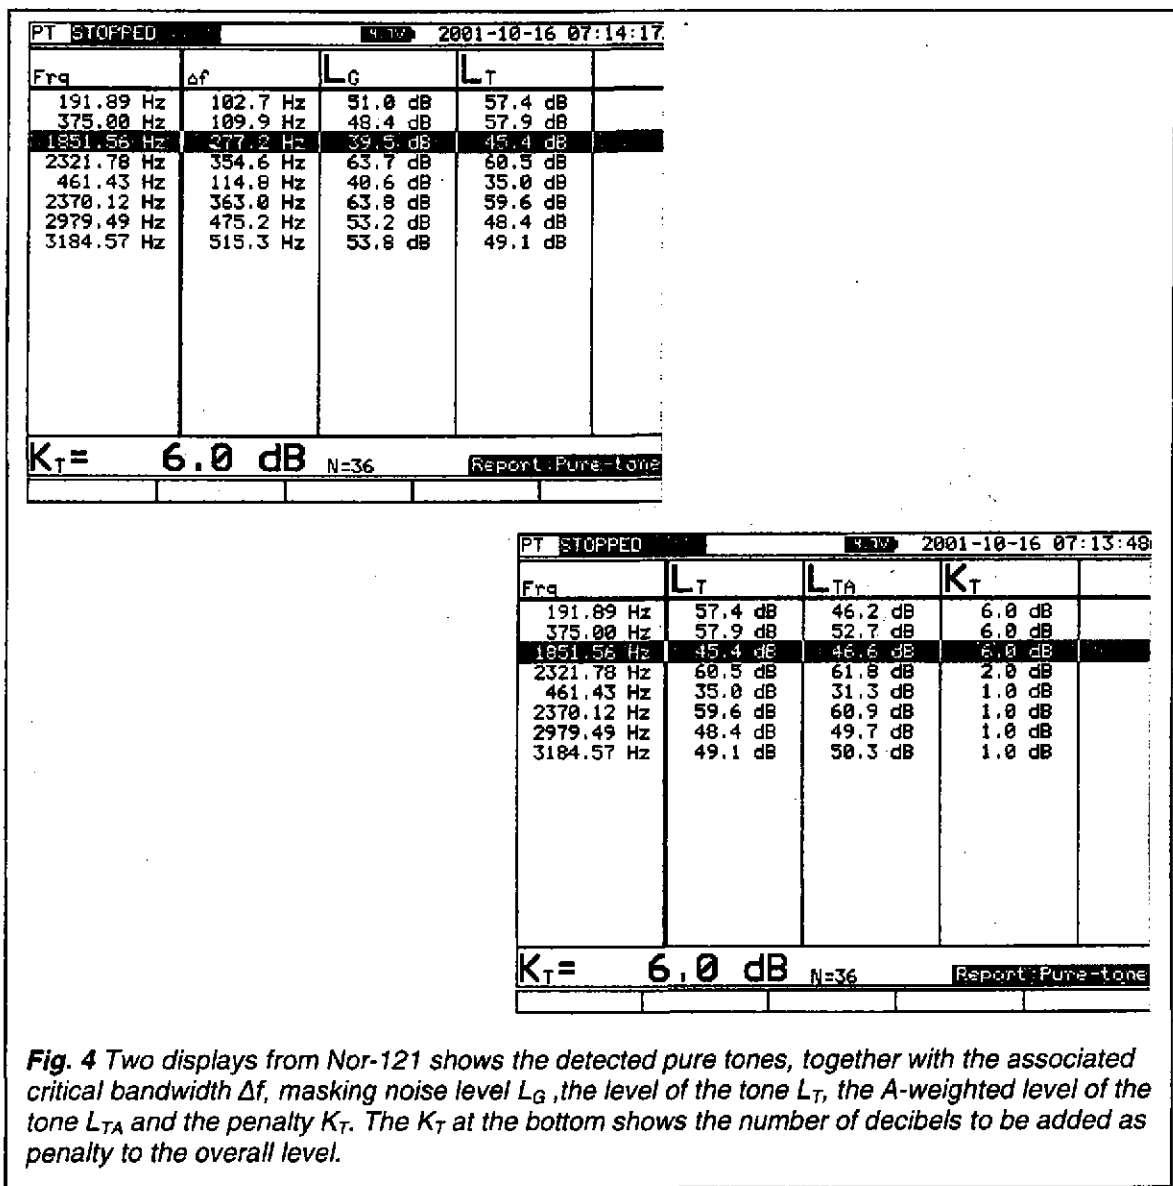 PT STOPPED 4.7V 2001-10-16 07:14:17
Frq Δf LG LT
191.89 Hz 102.7 Hz 51.0 dB 57.4 dB
375.00 Hz 109.9 Hz 48.4 dB 57.9 dB
1851.56 Hz 277.2 Hz 39.5 dB 45.4 dB
2321.78 Hz 354.6 Hz 63.7 dB 60.5 dB
461.43 Hz 114.8 Hz 40.6 dB 35.0 dB
2370.12 Hz 363.0 Hz 63.8 dB 59.6 dB
2979.49 Hz 475.2 Hz 53.2 dB 48.4 dB
3184.57 Hz 515.3 Hz 53.8 dB 49.1 dB
KT= 6.0 dB N=36 Report:Pure-tone
PT STOPPED 2001-10-16 07:13:48
Frq LT LTA KT
191.89 Hz 57.4 dB 46.2 dB 6.0 dB
375.00 Hz 57.9 dB 52.7 dB 6.0 dB
1851.56 Hz 45.4 dB 46.6 dB 6.0 dB
2321.78 Hz 60.5 dB 61.8 dB 2.0 dB
461.43 Hz 35.0 dB 31.3 dB 1.0 dB
2370.12 Hz 59.6 dB 60.9 dB 1.0 dB
2979.49 Hz 48.4 dB 49.7 dB 1.0 dB
3184.57 Hz 49.1 dB 50.3 dB 1.0 dB
KT= 6.0 dB N=36 Report:Pure-tone
Fig. 4 Two displays from Nor-121 shows the detected pure tones, together with the associated
critical bandwidth Δf, masking noise level LG ,the level of the tone LT, the A-weighted level of the
tone LTA and the penalty KT. The KT at the bottom shows the number of decibels to be added as
penalty to the overall level.